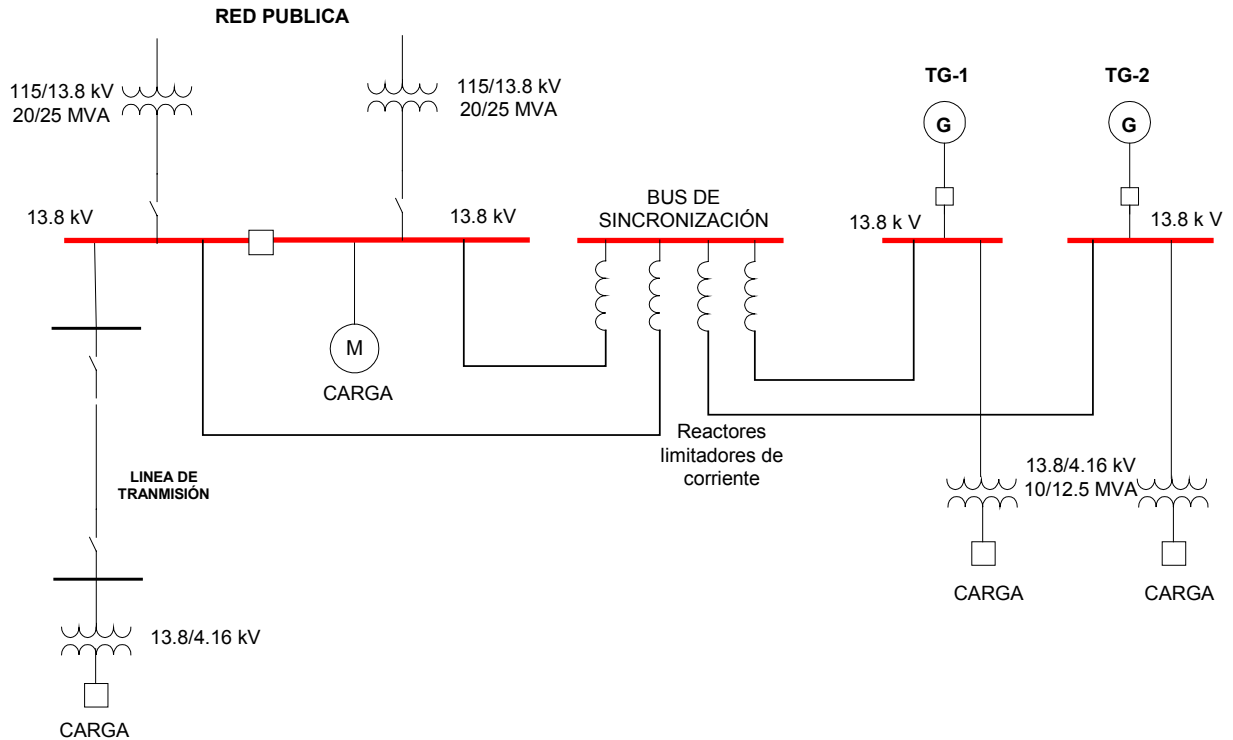 RED PUBLICA
115/13.8 kV
20/25 MVA
115/13.8 kV
20/25 MVA
TG-1
TG-2
G
G
BUS DE
SINCRONIZACIÓN
13.8 kV
13.8 kV
13.8 k V
13.8 k V
M
CARGA
Reactores
limitadores de
corriente
LINEA DE
TRANMISIÓN
13.8/4.16 kV
10/12.5 MVA
CARGA
CARGA
13.8/4.16 kV
CARGA